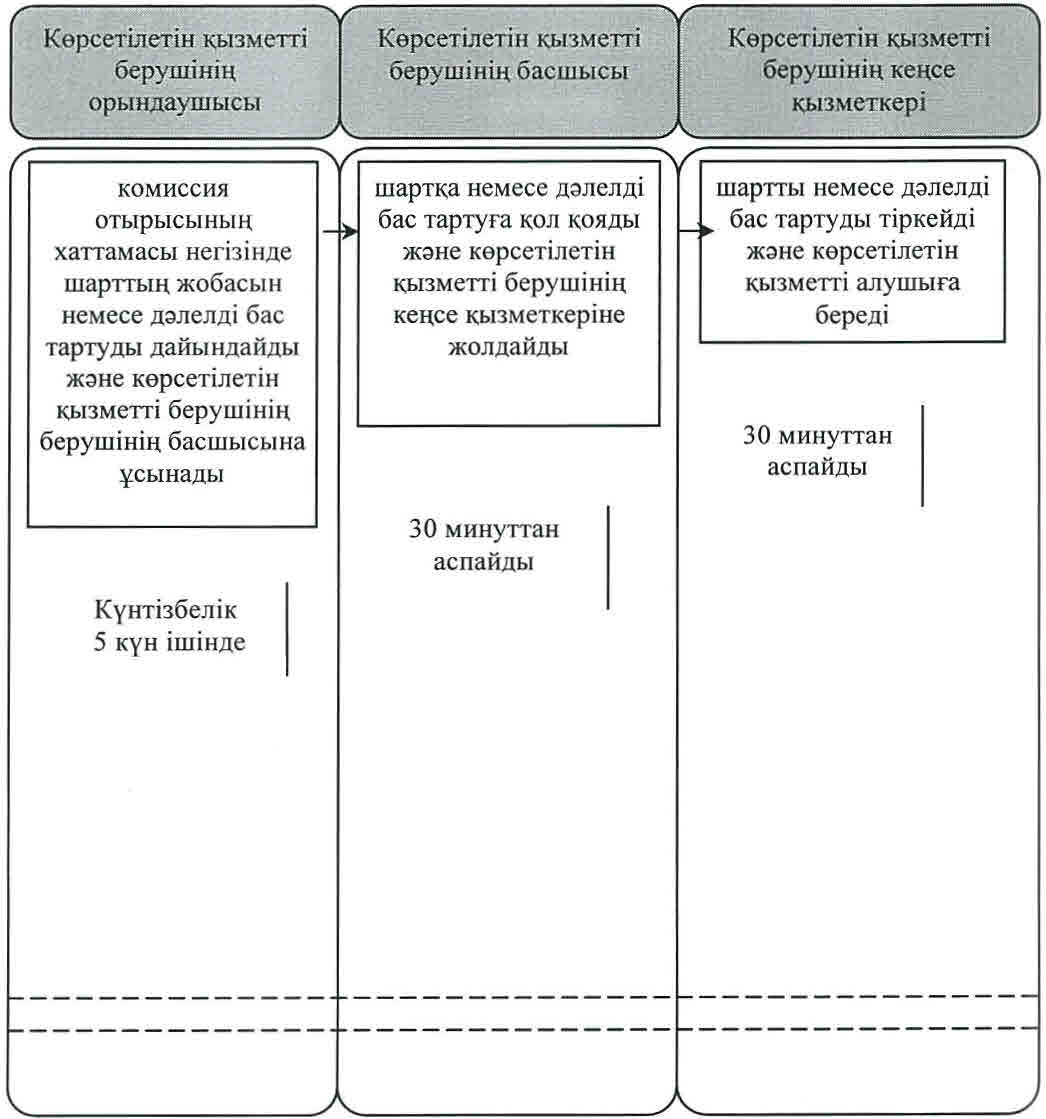 Көрсетілетін қызметті
берушінің
орындаушысы
Көрсетілетін қызметті
берушінің басшысы
Көрсетілетін қызметті
берушінің кеңсе
қызметкері
комиссия
отырысының
хаттамасы негізінде
шарттың жобасын
немесе дәлелді бас
тартуды дайындайды
және көрсетілетін
қызметті берушінің
берушінің басшысына
ұсынады
Күнтізбелік
5 күн ішінде
шартқа немесе дәлелді
бас тартуға қол қояды
және көрсетілетін
қызметті берушінің
кеңсе қызметкеріне
жолдайды
30 минуттан
аспайды
шартты немесе дәлелді
бас тартуды тіркейді
және көрсетілетін
қызметті алушыға
береді
30 минуттан
аспайды